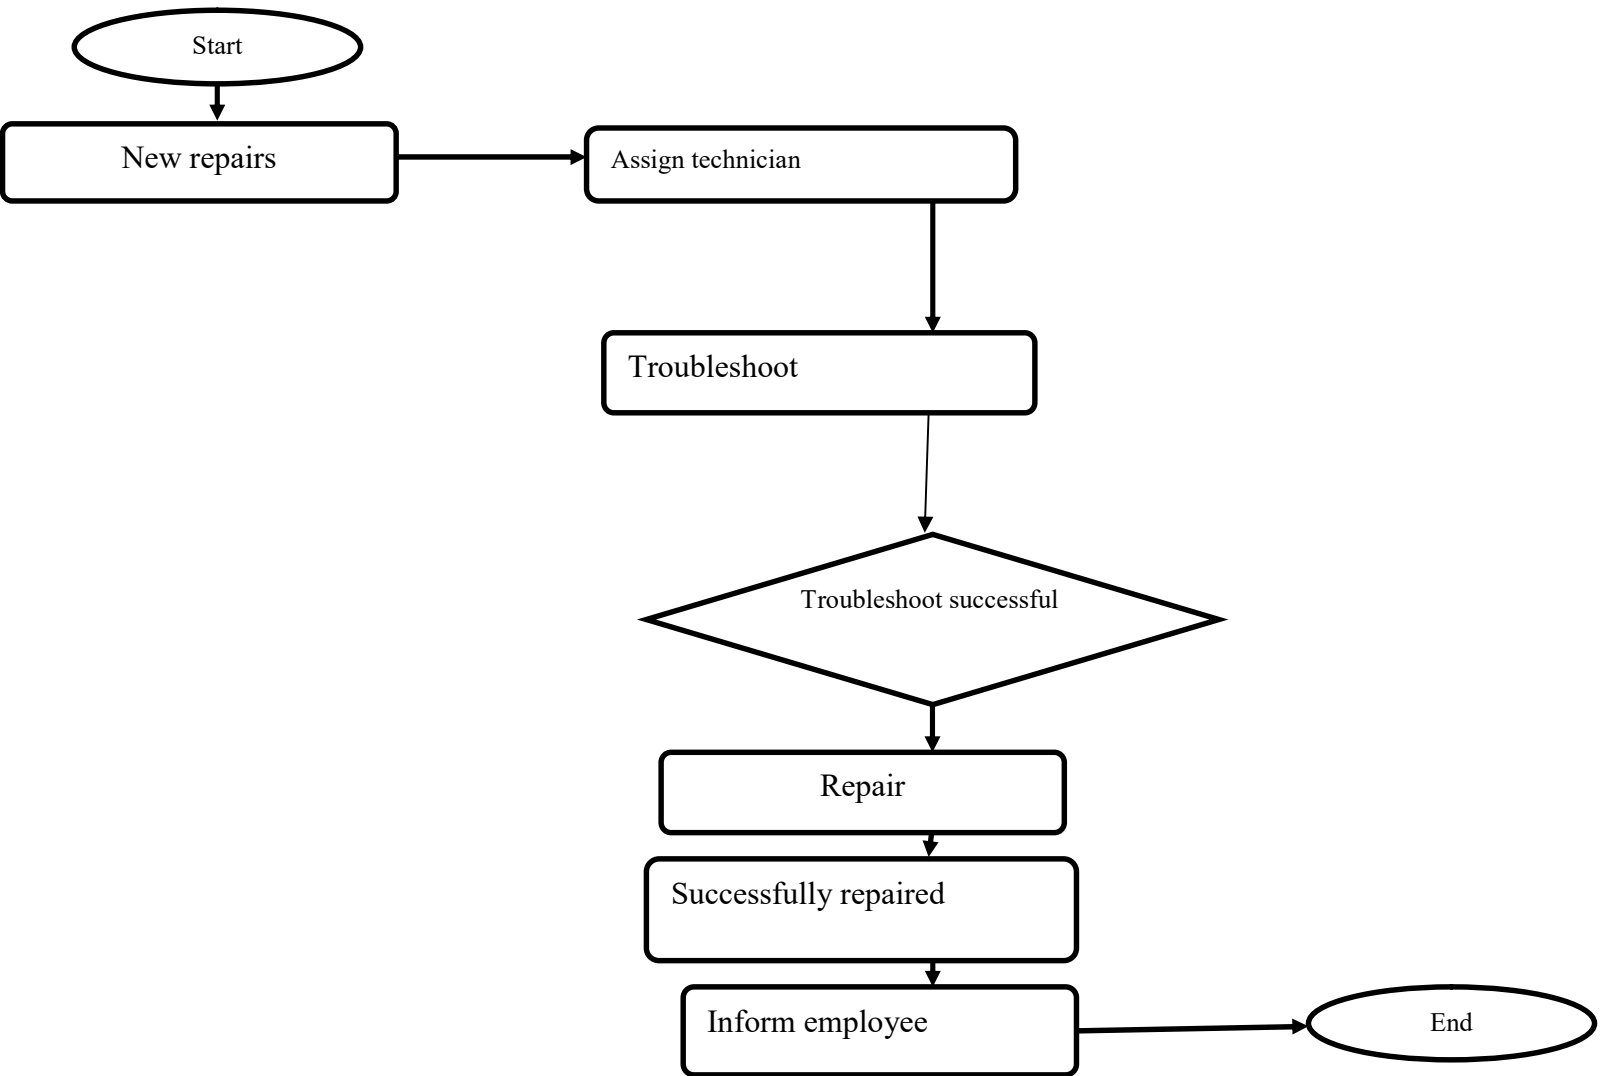 Start
New repairs
Assign technician
Troubleshoot
Troubleshoot successful
Repair
Successfully repaired
Inform employee
End